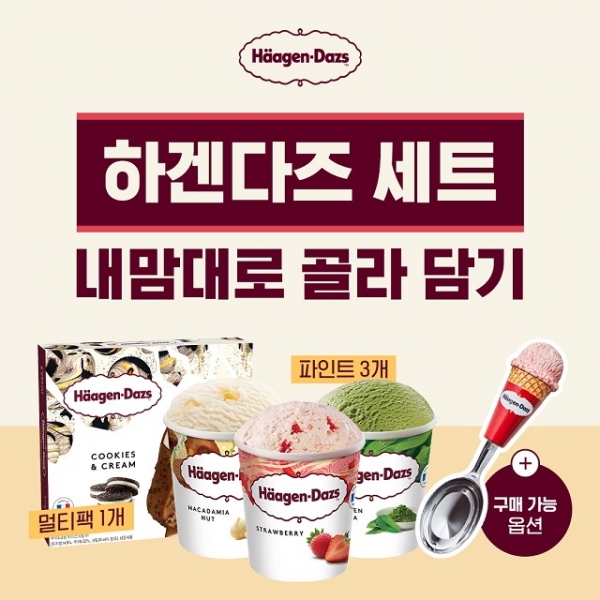 Häagen-Dazs
하겐다즈 세트
내맘대로 골라 담기
파인트 3개
Häagen-Dazs
COOKIES
& CREAM
멀티팩 1개
Häagen-D
MACADAMIA
NUT
Häagen-Dazs
STRAWBERRY
Häagen-Dazs
+
구매 가능
옵션